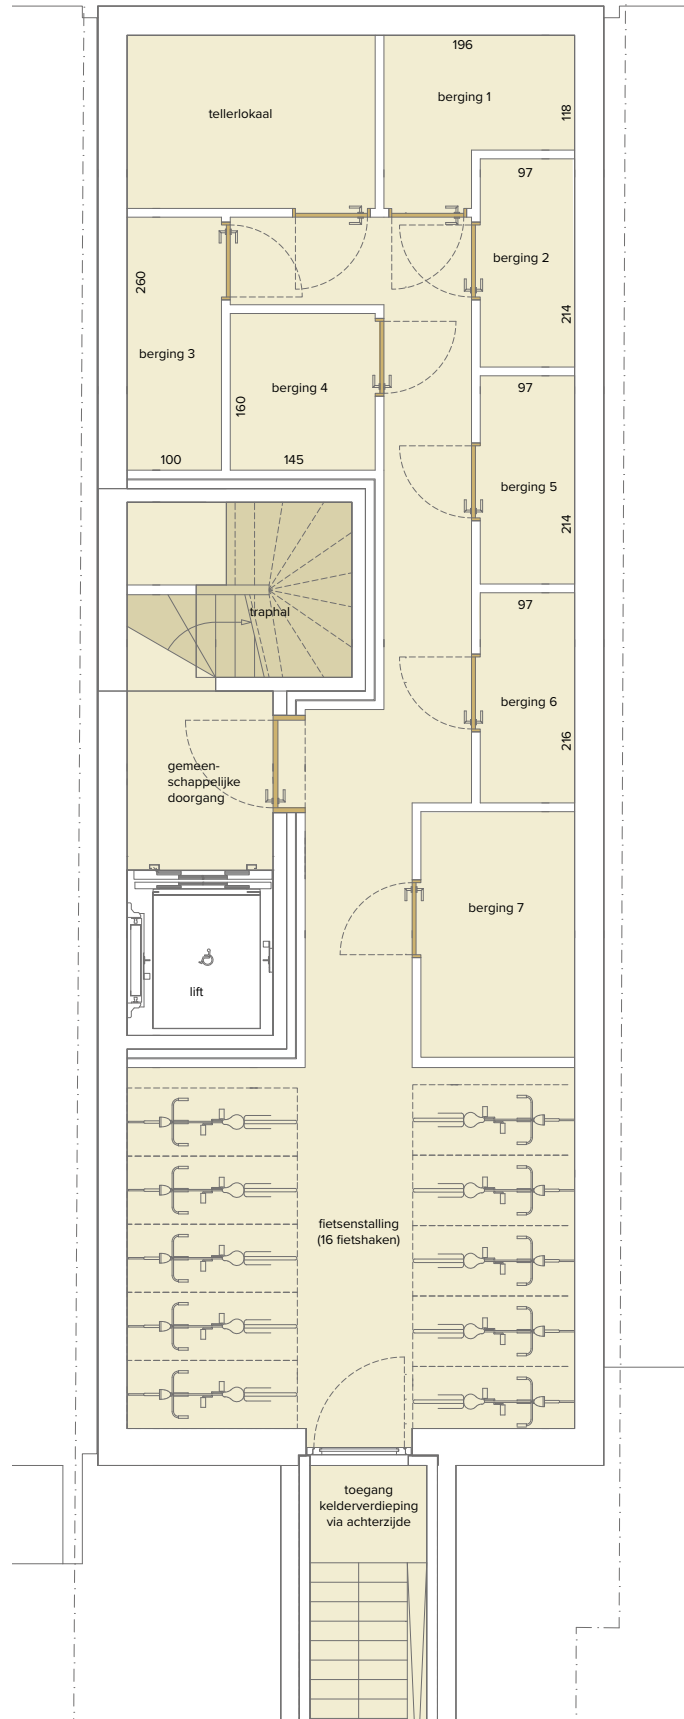 196
tellerlokaal
berging 1
118
97
berging 2
260
214
berging 3
berging 4
160
97
100
145
berging 5
214
97
traphal
berging 6
216
gemeen-
schappelijke
doorgang
berging 7
lift
fietsenstalling
(16 fietshaken)
toegang
kelderverdieping
via achterzijde